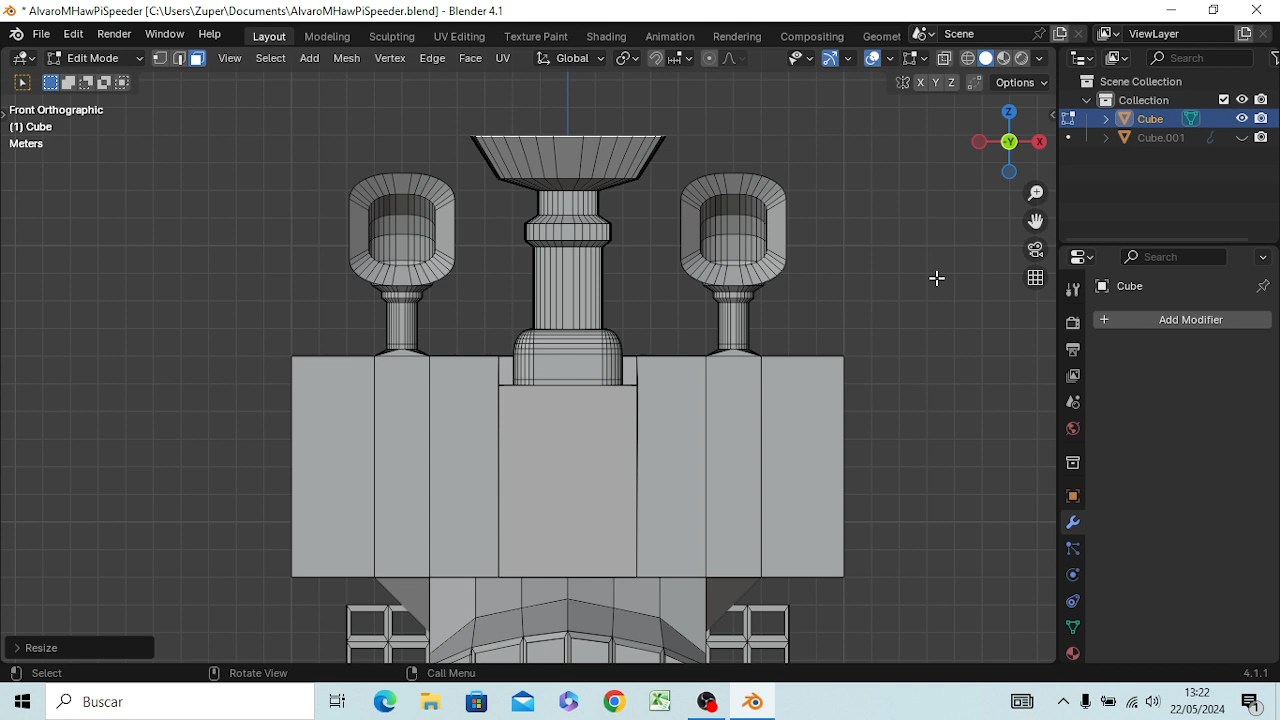 * AlvaroMHawPiSpeeder [C:\Users\Zuper\Documents\AlvaroMHawPiSpeeder.blend] - Blender 4.1
File Edit Render Window Help Layout Modeling Sculpting UV Editing Texture Paint Shading Animation Rendering Compositing Geomet Scene ViewLayer
Edit Mode View Select Add Mesh Vertex Edge Face UV Global Search
X Y Z Options
Front Orthographic
(1) Cube
Meters
Z
X
-Y
Scene Collection
Collection
Cube
Cube.001
Search
Cube
Add Modifier
Resize
Select Rotate View Call Menu 4.1.1
Buscar
13:22
22/05/2024
1